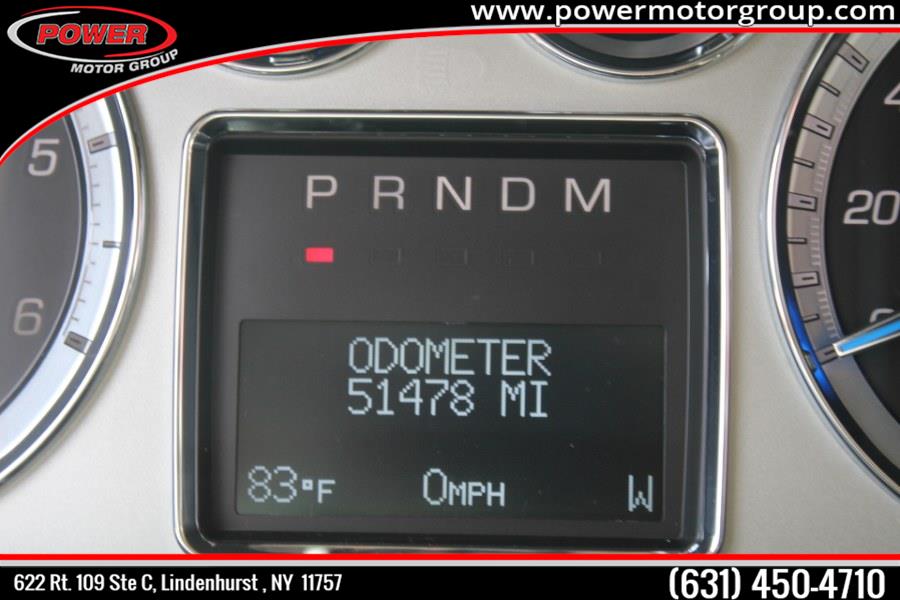 www.powermotorgroup.com
POWER
MOTOR GROUP
5
6
P R N D M
20
ODOMETER
51478 MI
83°F 0MPH W
622 Rt. 109 Ste C, Lindenhurst , NY 11757
(631) 450-4710